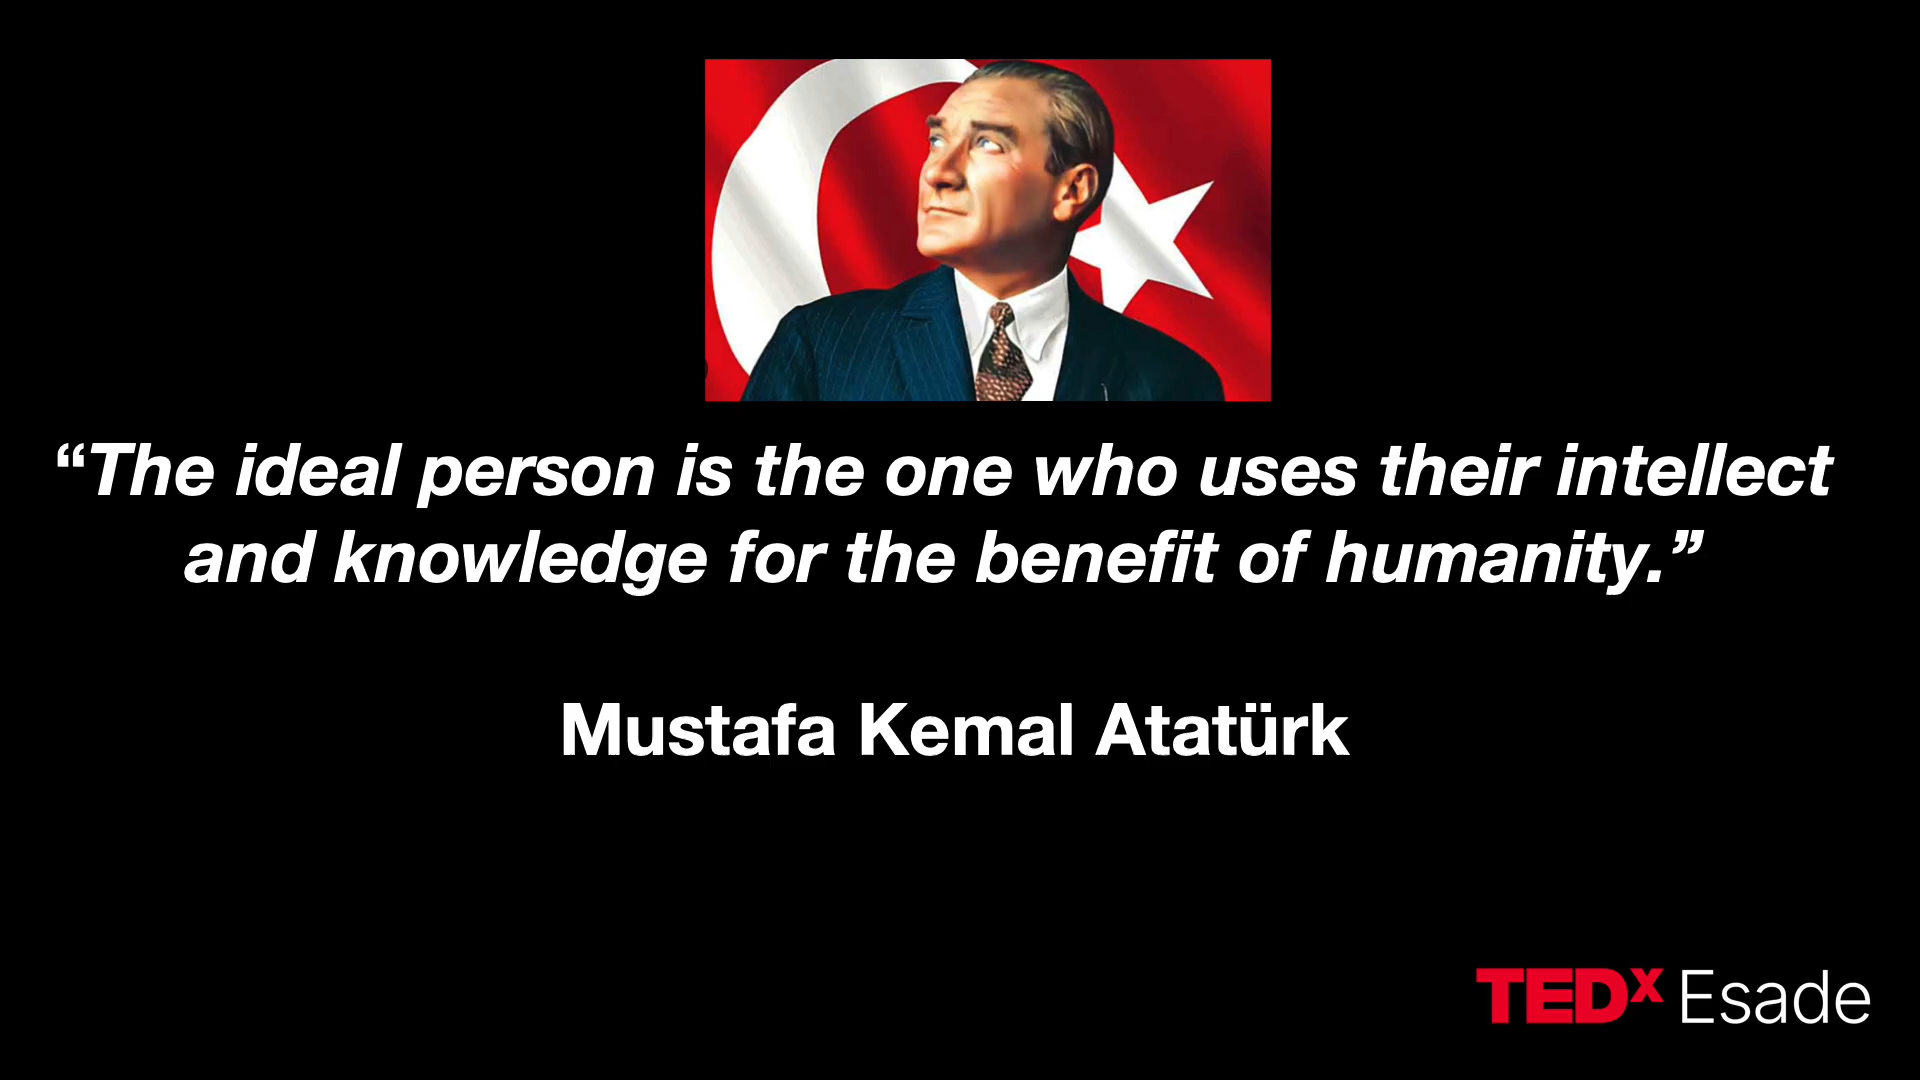 “The ideal person is the one who uses their intellect
and knowledge for the benefit of humanity.”
Mustafa Kemal Atatürk
TEDx Esade